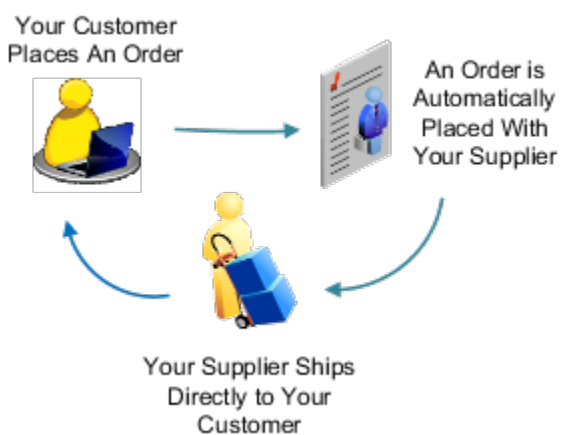 Your Customer
Places An Order
An Order is
Automatically
Placed With
Your Supplier
Your Supplier Ships
Directly to Your
Customer